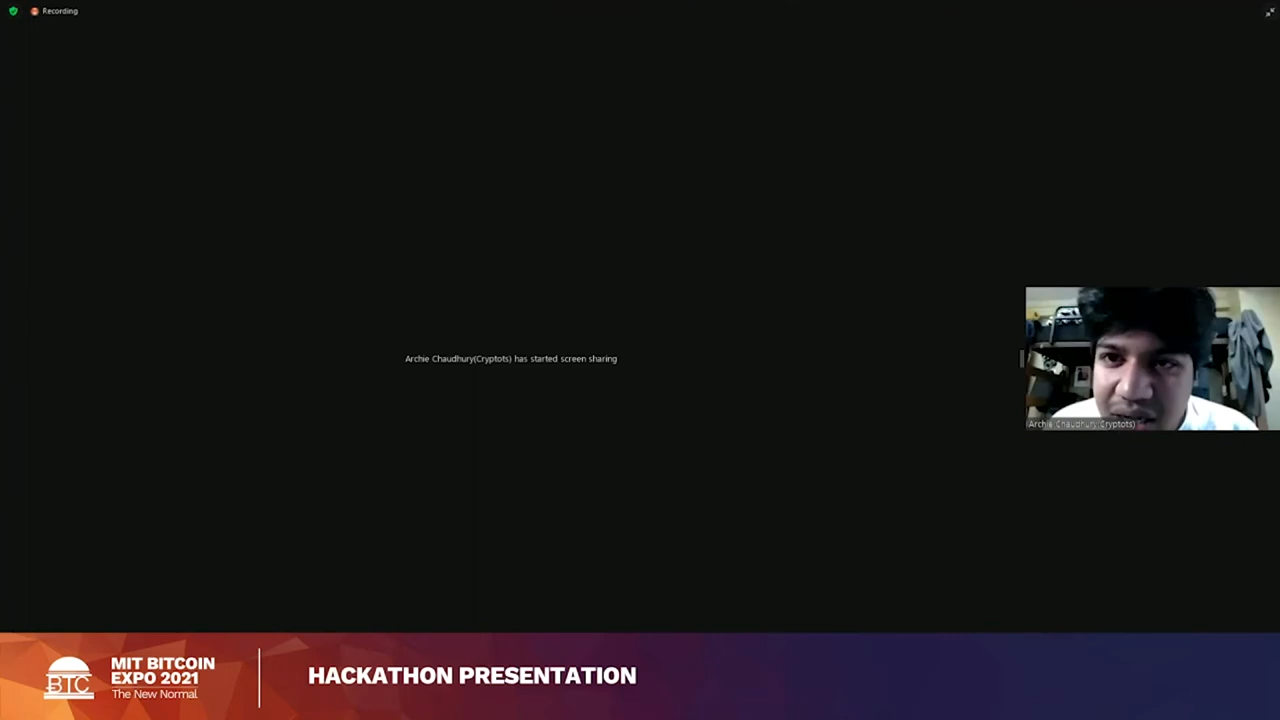 Recording
Archie Chaudhury(Cryptots) has started screen sharing
Archie Chaudhury(Cryptots)
BTC
MIT BITCOIN
EXPO 2021
The New Normal
HACKATHON PRESENTATION